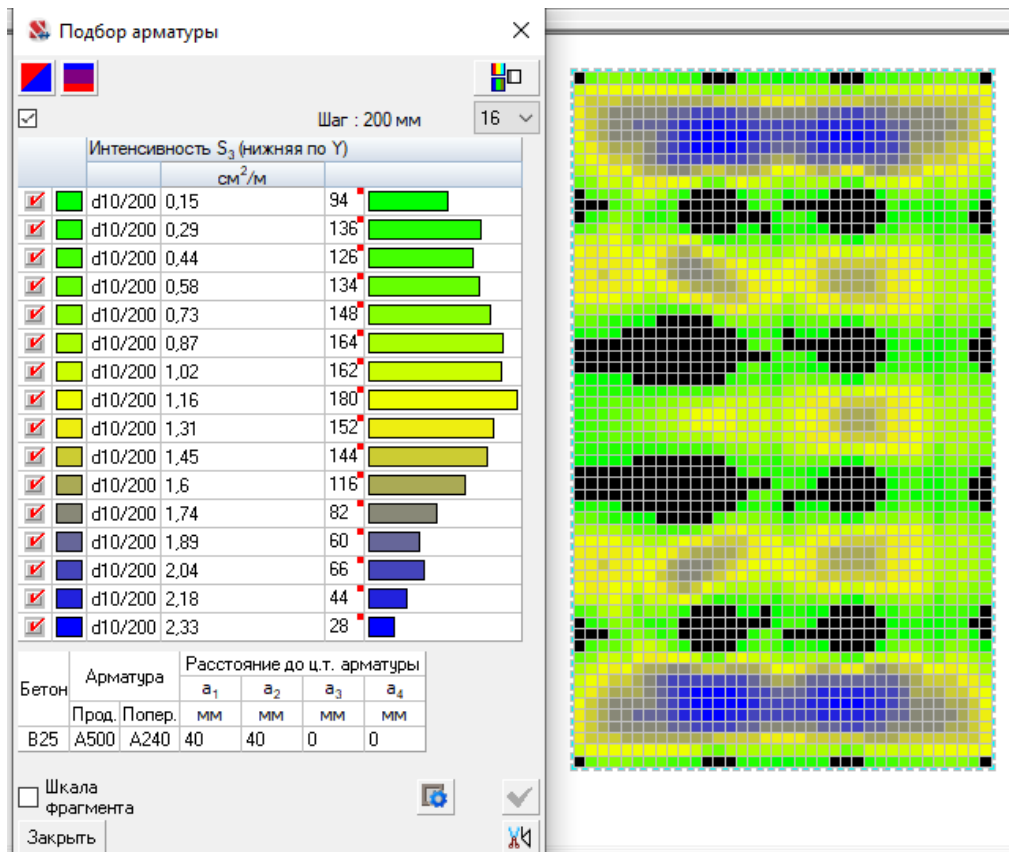 Подбор арматуры
Шаг : 200 мм 16
Интенсивность S₃ (нижняя по Y)
см²/м
d10/200 0,15 94
d10/200 0,29 136
d10/200 0,44 126
d10/200 0,58 134
d10/200 0,73 148
d10/200 0,87 164
d10/200 1,02 162
d10/200 1,16 180
d10/200 1,31 152
d10/200 1,45 144
d10/200 1,6 116
d10/200 1,74 82
d10/200 1,89 60
d10/200 2,04 66
d10/200 2,18 44
d10/200 2,33 28
Бетон Арматура Расстояние до ц.т. арматуры
a₁ a₂ a₃ a₄
Прод. Попер. мм мм мм мм
B25 A500 A240 40 40 0 0
Шкала
фрагмента
Закрыть